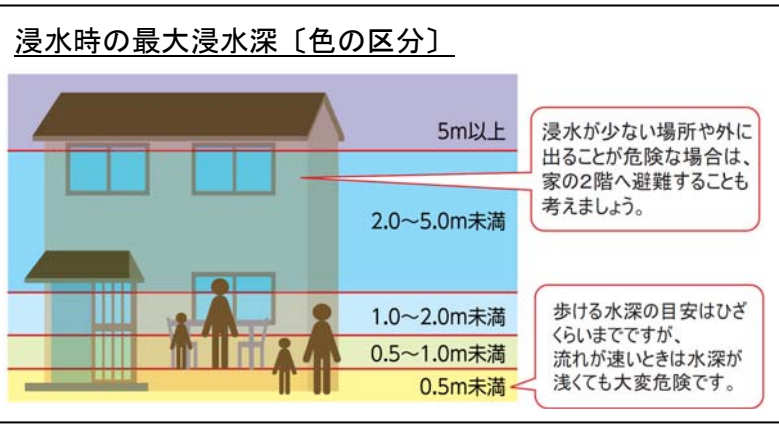 浸水時の最大浸水深〔色の区分〕
5m以上
浸水が少ない場所や外に
出ることが危険な場合は、
家の2階へ避難することも
考えましょう。
2.0〜5.0m未満
1.0〜2.0m未満
0.5〜1.0m未満
0.5m未満
歩ける水深の目安はひざ
くらいまでですが、
流れが速いときは水深が
浅くても大変危険です。